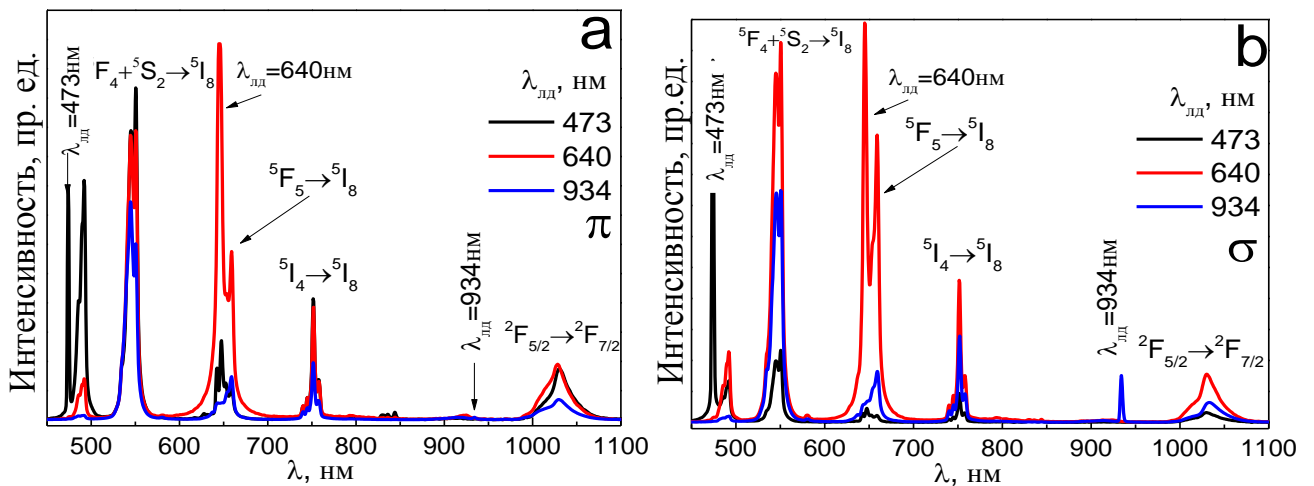 a
Интенсивность, пр. ед.
λлд=473нм
F₄+⁵S₂→⁵I₈
λлд=640нм
⁵F₅→⁵I₈
⁵I₄→⁵I₈
λлд=934нм
²F₅/₂→²F₇/₂
λлд, нм
473
640
934
π
450 500 600 700 800 900 1000 1100
λ, нм
b
Интенсивность, пр.ед.
λлд=473нм
⁵F₄+⁵S₂→⁵I₈
λлд=640нм
⁵F₅→⁵I₈
⁵I₄→⁵I₈
λлд=934нм
²F₅/₂→²F₇/₂
λлд, нм
473
640
934
σ
450 500 600 700 800 900 1000 1100
λ, нм